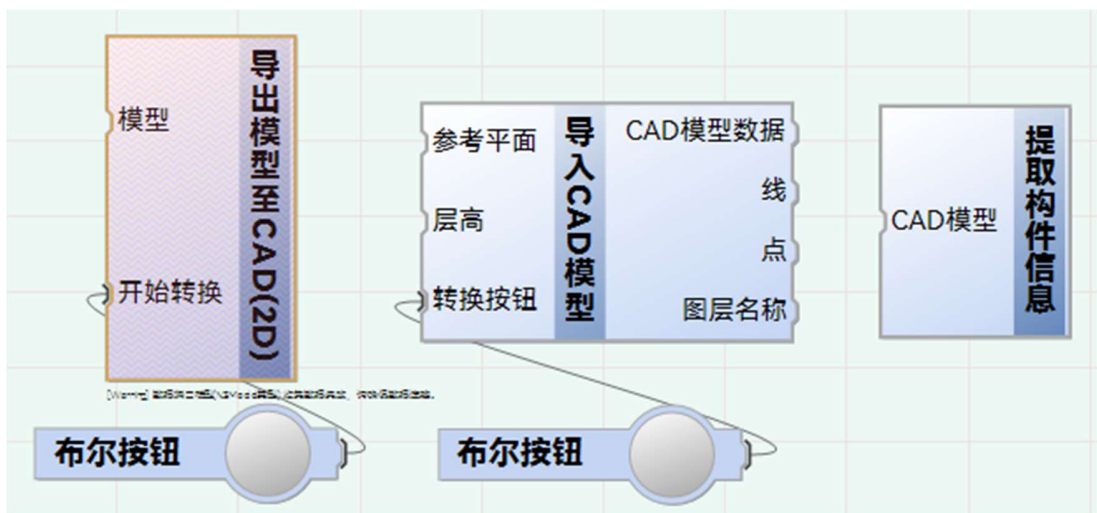 模型
开始转换
导出模型至CAD(2D)
参考平面
层高
转换按钮
导入CAD模型
CAD模型数据
线
点
图层名称
CAD模型
提取构件信息
布尔按钮
布尔按钮